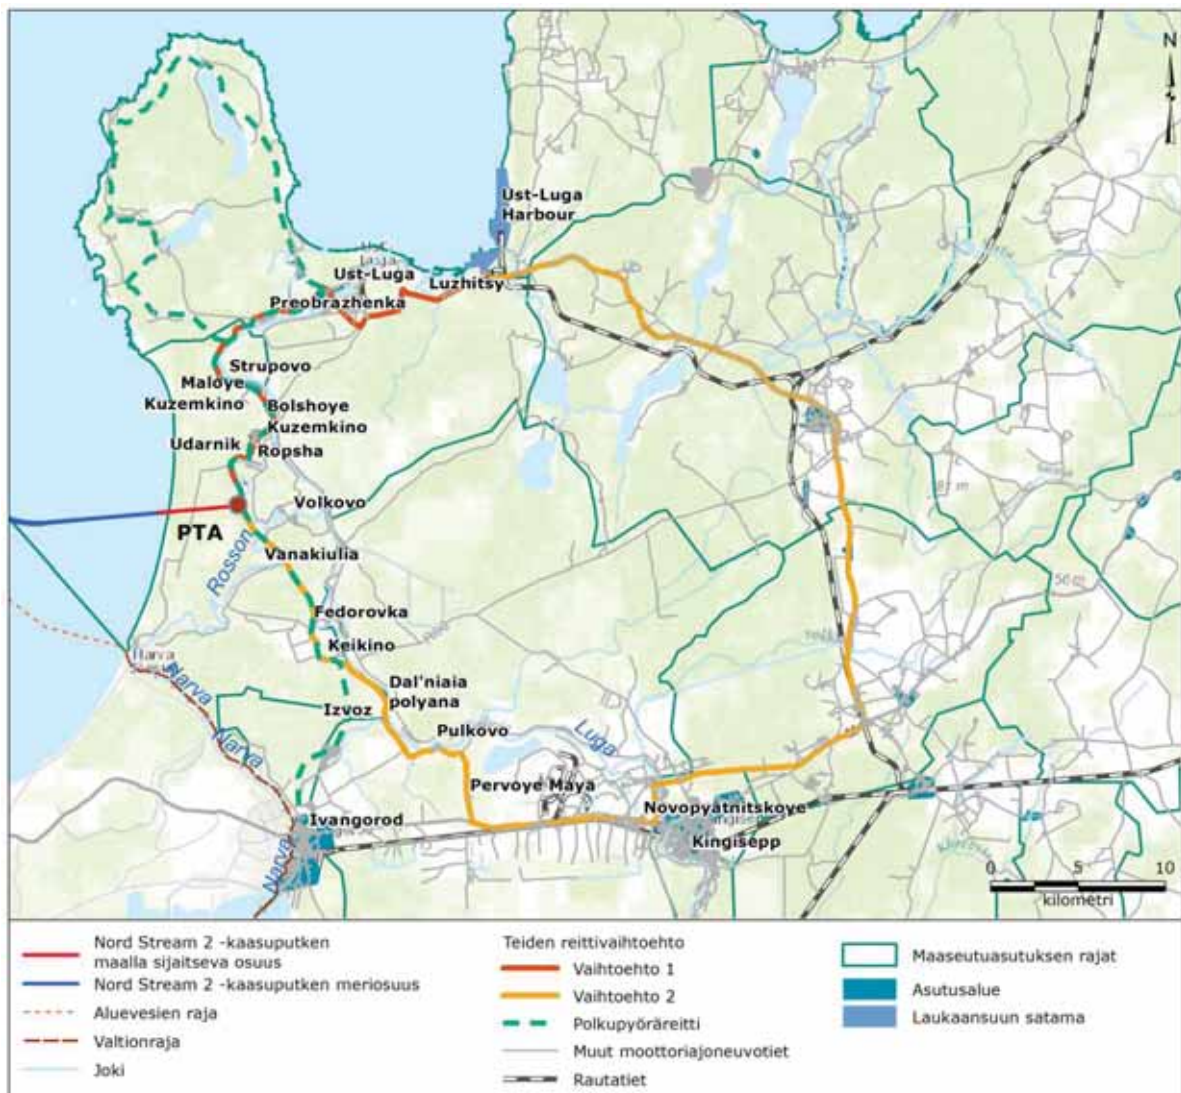 N
Ust-Luga
Harbour
Ust-Luga
Luzhitsy
Preobrazhenka
Strupovo
Maloye
Kuzemkino
Bolshoye
Kuzemkino
Udarnik
Ropsha
Volkovo
PTA
Rosson
Vanakiulia
Fedorovka
Keikino
Narva
Narva
Narva
Dal'niaia
polyana
Izvoz
Pulkovo
Luga
Pervoye Maya
Novopyatnitskoye
Ivangorod
Kingisepp
Narva
0 5 10
kilometri
Nord Stream 2 -kaasuputken
maalla sijaitseva osuus
Nord Stream 2 -kaasuputken meriosuus
Aluevesien raja
Valtionraja
Joki
Teiden reittivaihtoehto
Vaihtoehto 1
Vaihtoehto 2
Polkupyöräreitti
Muut moottoriajoneuvotiet
Rautatiet
Maaseutuasutuksen rajat
Asutusalue
Laukaansuun satama